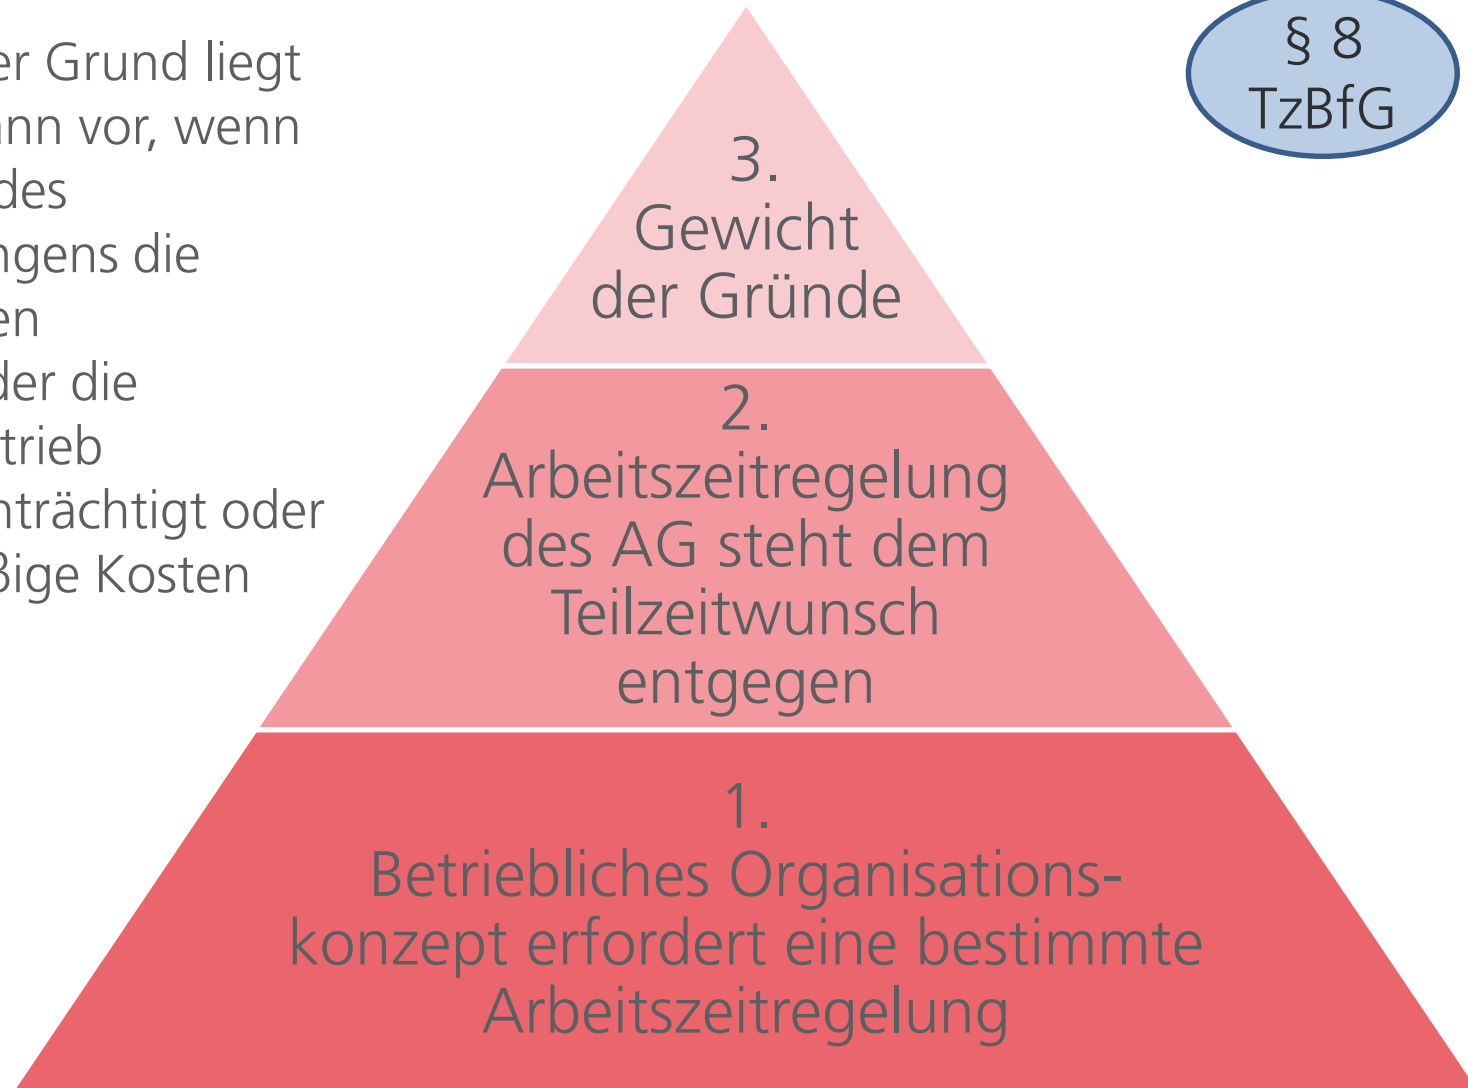 er Grund liegt
ann vor, wenn
des
ngens die
en
der die
trieb
nträchtigt oder
ßige Kosten
§ 8
TzBfG
3.
Gewicht
der Gründe
2.
Arbeitszeitregelung
des AG steht dem
Teilzeitwunsch
entgegen
1.
Betriebliches Organisations-
konzept erfordert eine bestimmte
Arbeitszeitregelung